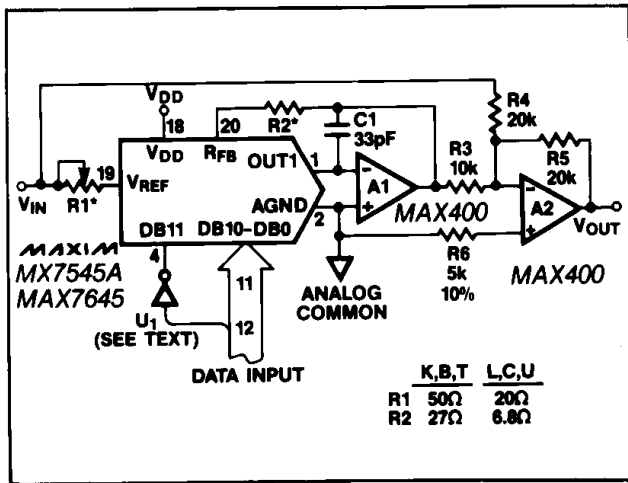 VDD
18
VDD
20
RFB
R2*
C1
33pF
R4
20k
R3
10k
R5
20k
19
VREF
OUT1
1
VIN
R1*
AGND
2
A1
MAX400
A2
VOUT
MAXIM
MX7545A
MAX7645
DB11
DB10-DB0
4
11
12
U1
(SEE TEXT)
DATA INPUT
ANALOG
COMMON
R6
5k
10%
MAX400
K,B,T L,C,U
R1 50Ω 20Ω
R2 27Ω 6.8Ω